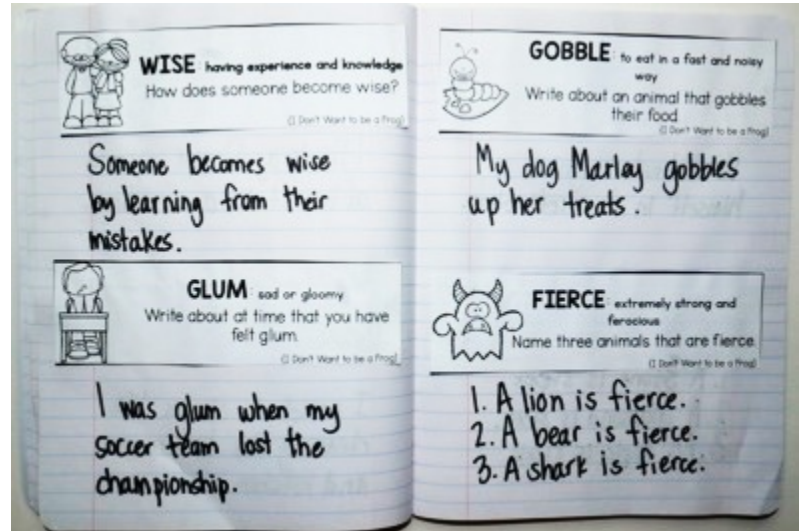 WISE: having experience and knowledge
How does someone become wise?
(I Don't Want to be a Frog)
Someone becomes wise
by learning from their
mistakes.
GLUM: sad or gloomy
Write about at time that you have
felt glum.
(I Don't Want to be a Frog)
I was glum when my
soccer team lost the
championship.
GOBBLE: to eat in a fast and noisy
way
Write about an animal that gobbles
their food
(I Don't Want to be a Frog)
My dog Marley gobbles
up her treats.
FIERCE: extremely strong and
ferocious
Name three animals that are fierce.
(I Don't Want to be a Frog)
1. A lion is fierce.
2. A bear is fierce.
3. A shark is fierce.